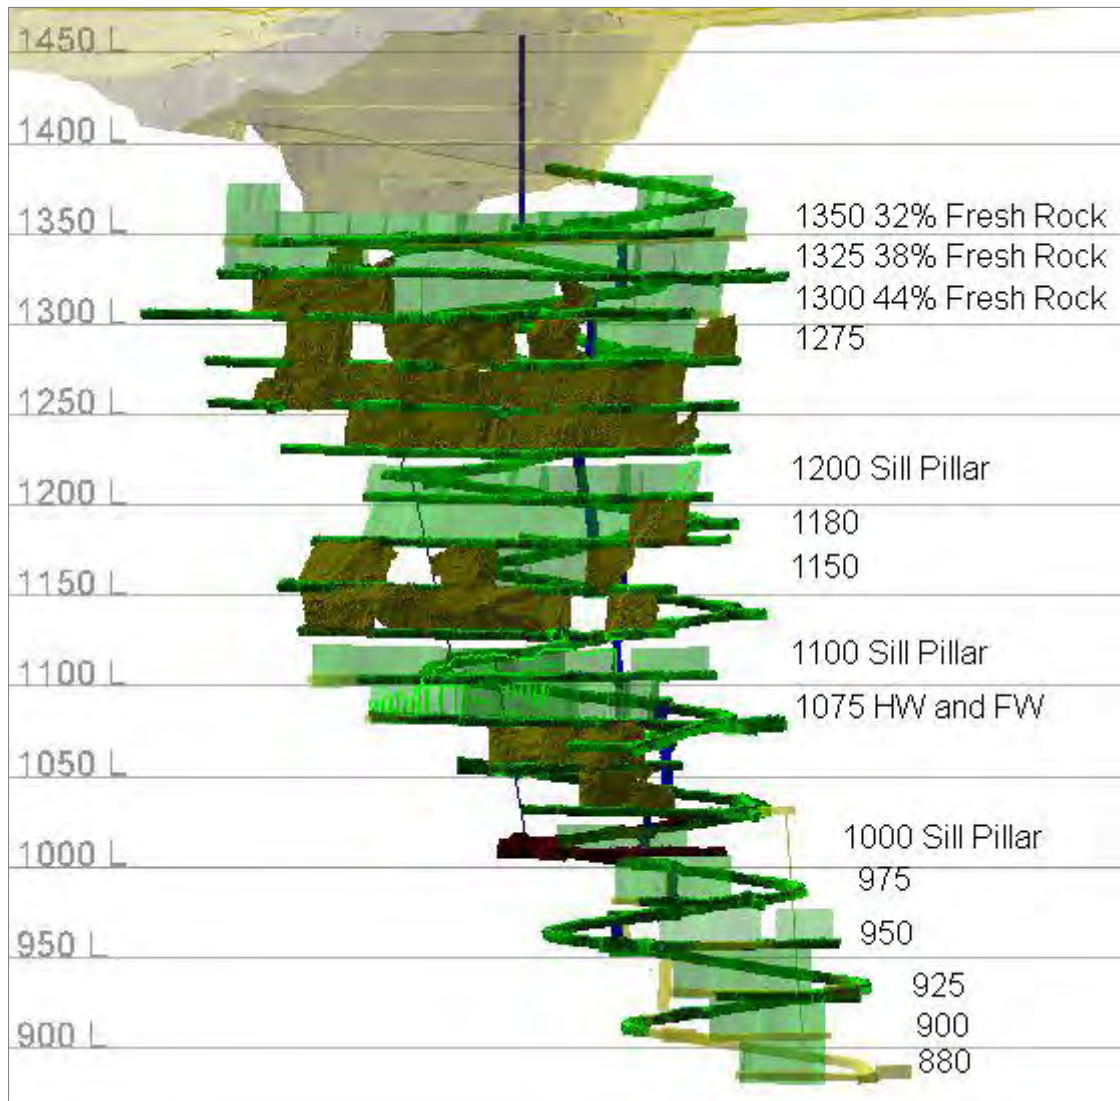 1450 L
1400 L
1350 L
1350 32% Fresh Rock
1325 38% Fresh Rock
1300 44% Fresh Rock
1300 L
1275
1250 L
1200 Sill Pillar
1200 L
1180
1150
1150 L
1100 Sill Pillar
1100 L
1075 HW and FW
1050 L
1000 Sill Pillar
1000 L
975
950
950 L
925
900
900 L
880